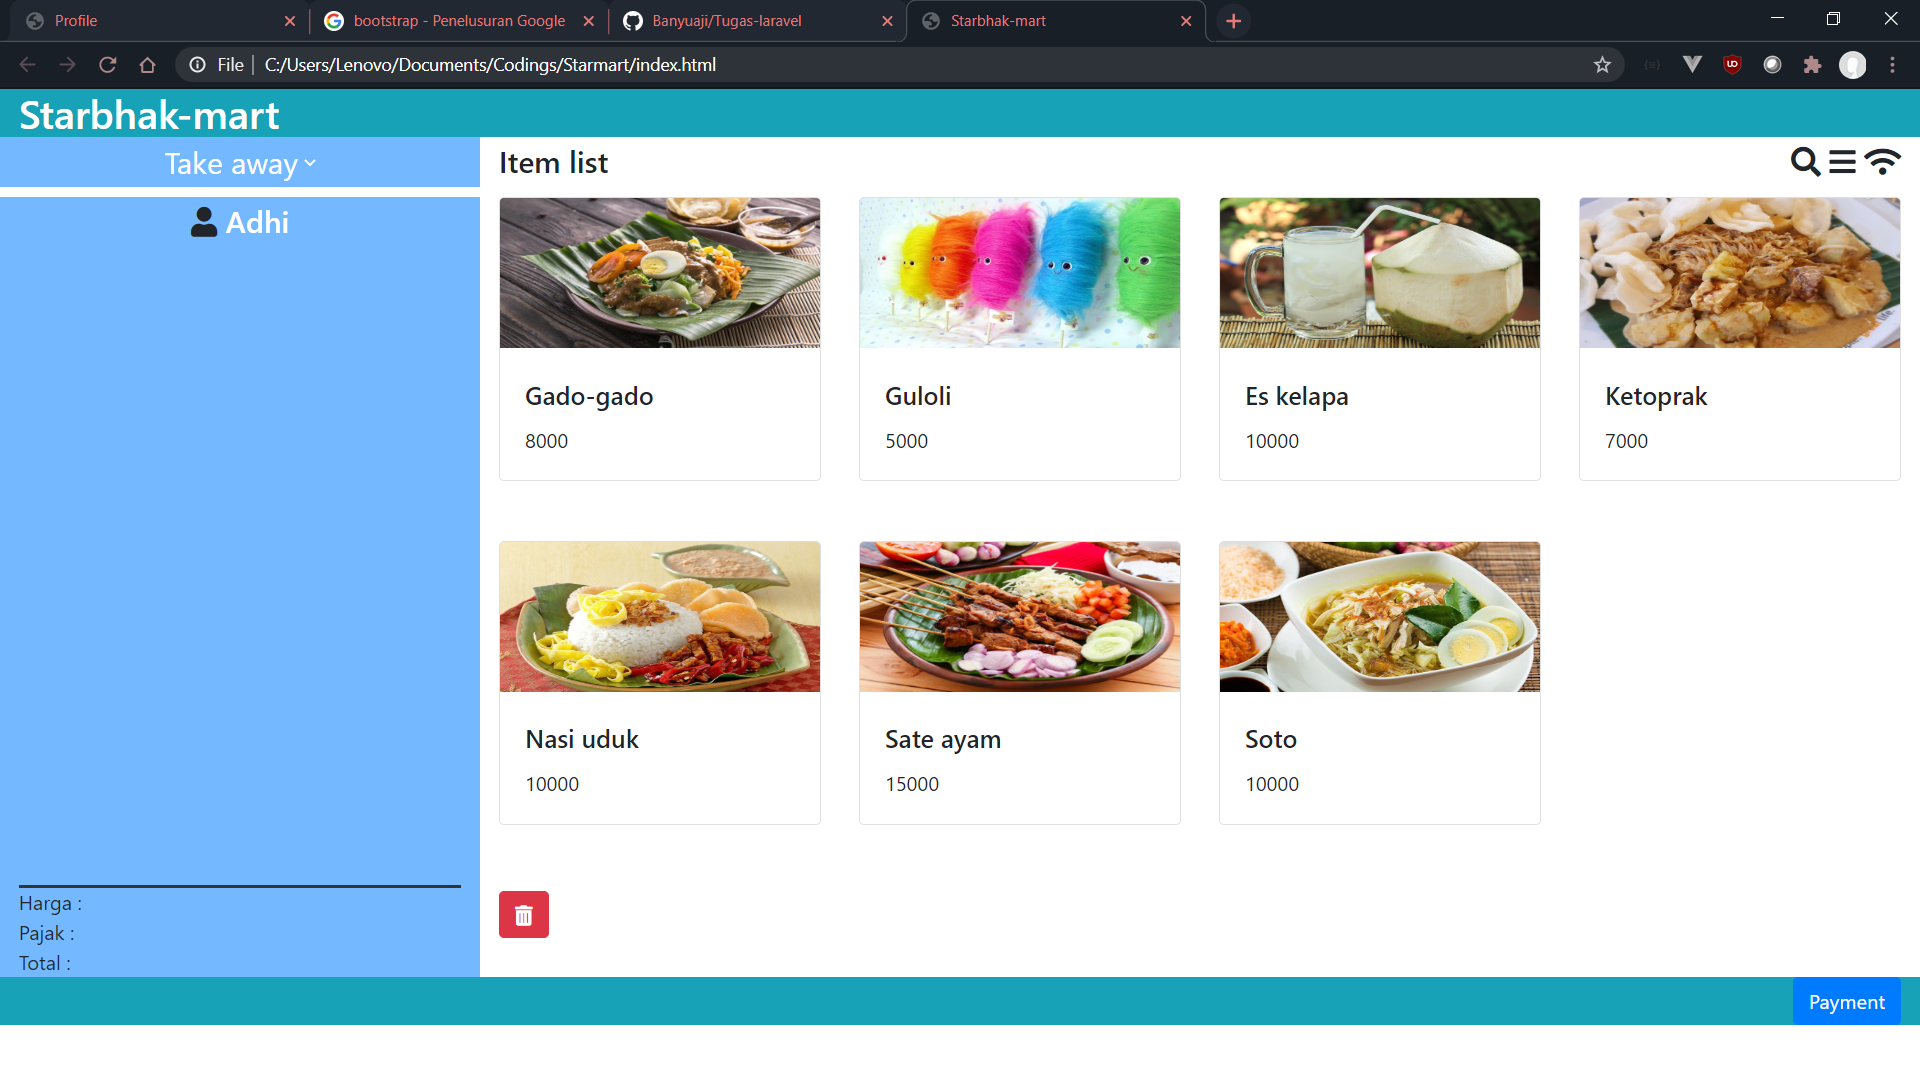 Profile
bootstrap - Penelusuran Google
Banyuaji/Tugas-laravel
Starbhak-mart
File
C:/Users/Lenovo/Documents/Codings/Starmart/index.html
Starbhak-mart
Take away
Item list
Adhi
Gado-gado
8000
Guloli
5000
Es kelapa
10000
Ketoprak
7000
Nasi uduk
10000
Sate ayam
15000
Soto
10000
Harga :
Pajak :
Total :
Payment